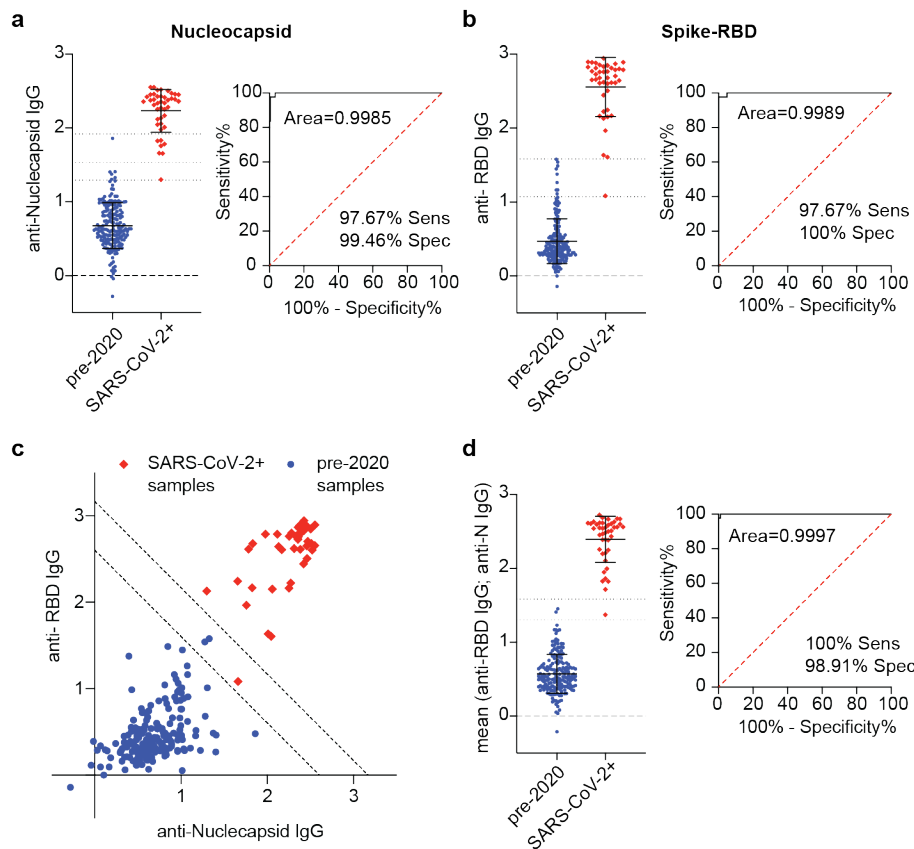 a
Nucleocapsid
3
2
1
0
anti-Nuclecapsid IgG
pre-2020
SARS-CoV-2+
100
80
60
40
20
0
Sensitivity%
Area=0.9985
97.67% Sens
99.46% Spec
0 20 40 60 80 100
100% - Specificity%
b
Spike-RBD
3
2
1
0
anti- RBD IgG
pre-2020
SARS-CoV-2+
100
80
60
40
20
0
Sensitivity%
Area=0.9989
97.67% Sens
100% Spec
0 20 40 60 80 100
100% - Specificity%
c
SARS-CoV-2+
samples
pre-2020
samples
3
2
1
anti- RBD IgG
1 2 3
anti-Nuclecapsid IgG
d
3
2
1
0
mean (anti-RBD IgG; anti-N IgG)
pre-2020
SARS-CoV-2+
100
80
60
40
20
0
Sensitivity%
Area=0.9997
100% Sens
98.91% Spec
0 20 40 60 80 100
100% - Specificity%